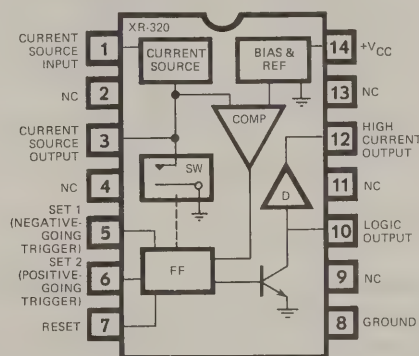 XR-320
CURRENT
SOURCE
INPUT
1
NC
2
CURRENT
SOURCE
OUTPUT
3
NC
4
SET 1
(NEGATIVE-
GOING
TRIGGER)
5
SET 2
(POSITIVE-
GOING
TRIGGER)
6
RESET
7
CURRENT
SOURCE
BIAS &
REF
COMP
SW
D
FF
14
+VCC
13
NC
12
HIGH
CURRENT
OUTPUT
11
NC
10
LOGIC
OUTPUT
9
NC
8
GROUND